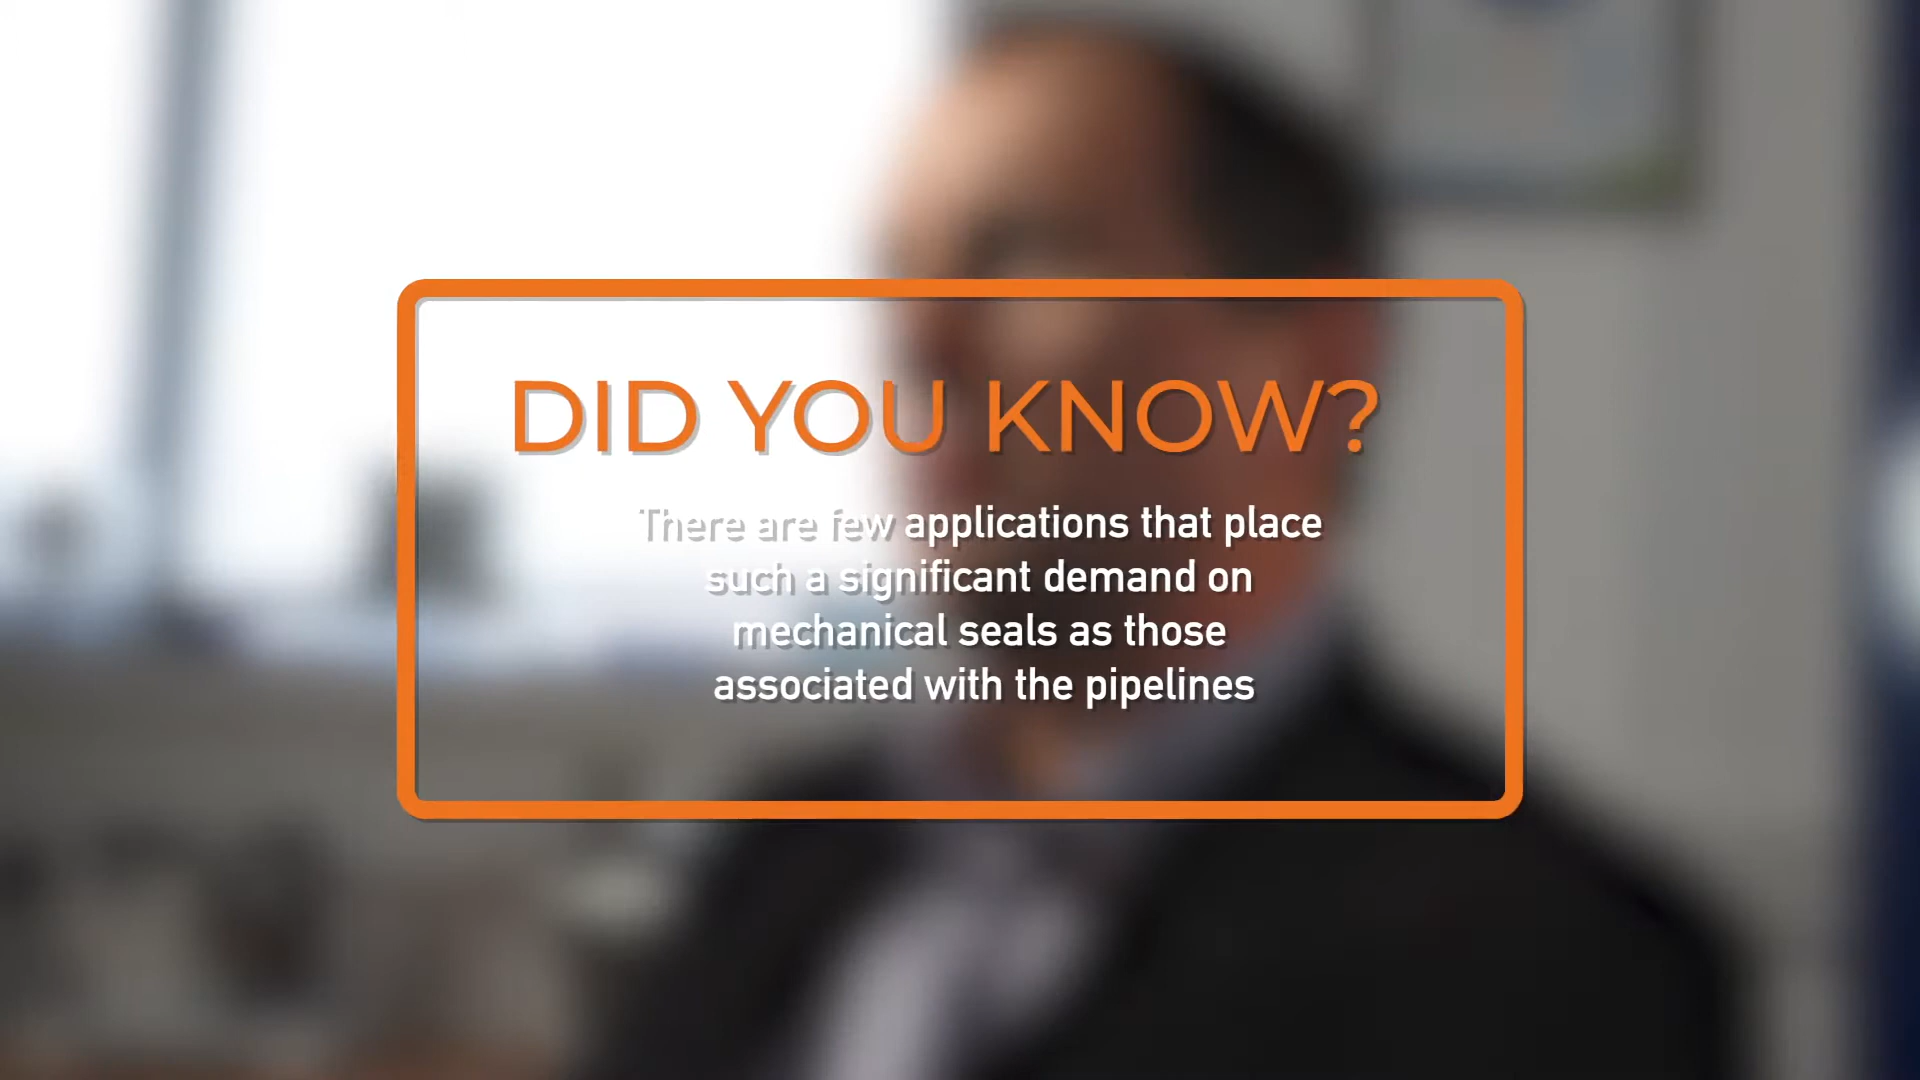 DID YOU KNOW?
There are few applications that place
such a significant demand on
mechanical seals as those
associated with the pipelines